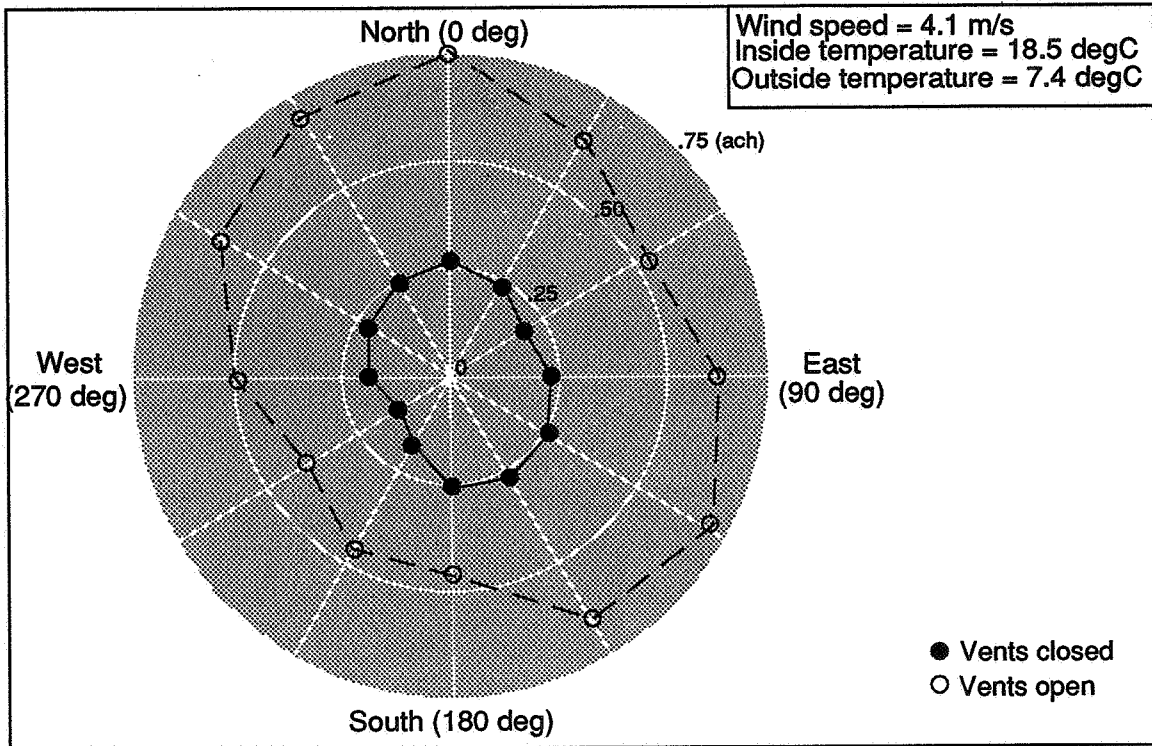 North (0 deg)
Wind speed = 4.1 m/s
Inside temperature = 18.5 degC
Outside temperature = 7.4 degC
.75 (ach)
.50
.25
0
West
(270 deg)
East
(90 deg)
South (180 deg)
Vents closed
Vents open